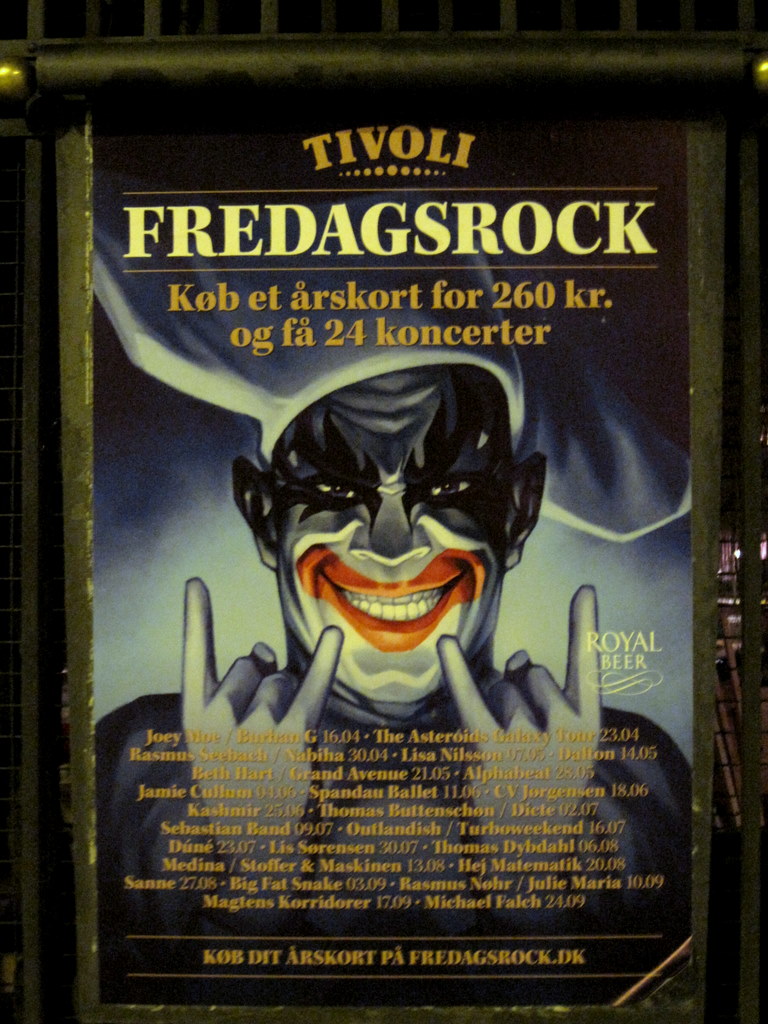 TIVOLI
FREDAGSROCK
Køb et årskort for 260 kr.
og få 24 koncerter
ROYAL
BEER
Joey Moe / Burhan G 16.04 · The Asteroids Galaxy Tour 23.04
Rasmus Seebach / Nabiha 30.04 · Lisa Nilsson 07.05 · Dalton 14.05
Beth Hart / Grand Avenue 21.05 · Alphabeat 28.05
Jamie Cullum 04.06 · Spandau Ballet 11.06 · CV Jørgensen 18.06
Kashmir 25.06 · Thomas Buttenschøn / Dicte 02.07
Sebastian Band 09.07 · Outlandish / Turboweekend 16.07
Dúné 23.07 · Lis Sørensen 30.07 · Thomas Dybdahl 06.08
Medina / Stoffer & Maskinen 13.08 · Hej Matematik 20.08
Sanne 27.08 · Big Fat Snake 03.09 · Rasmus Nøhr / Julie Maria 10.09
Magtens Korridorer 17.09 · Michael Falch 24.09
KØB DIT ÅRSKORT PÅ FREDAGSROCK.DK